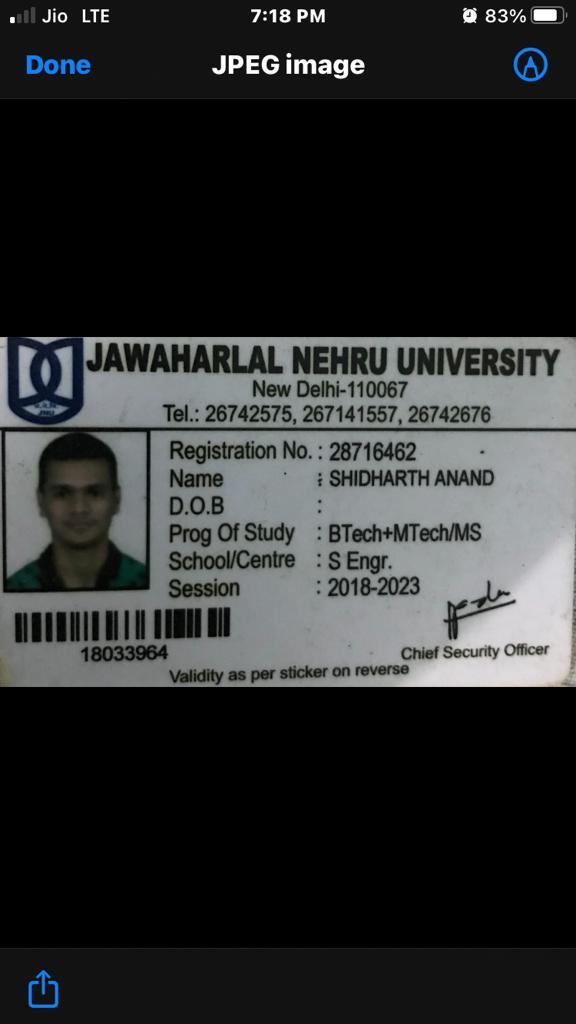 Jio LTE 7:18 PM 83%
Done JPEG image
JAWAHARLAL NEHRU UNIVERSITY
New Delhi-110067
Tel.: 26742575, 267141557, 26742676
JNU
Registration No. : 28716462
Name : SHIDHARTH ANAND
D.O.B :
Prog Of Study : BTech+MTech/MS
School/Centre : S Engr.
Session : 2018-2023
18033964
Chief Security Officer
Validity as per sticker on reverse